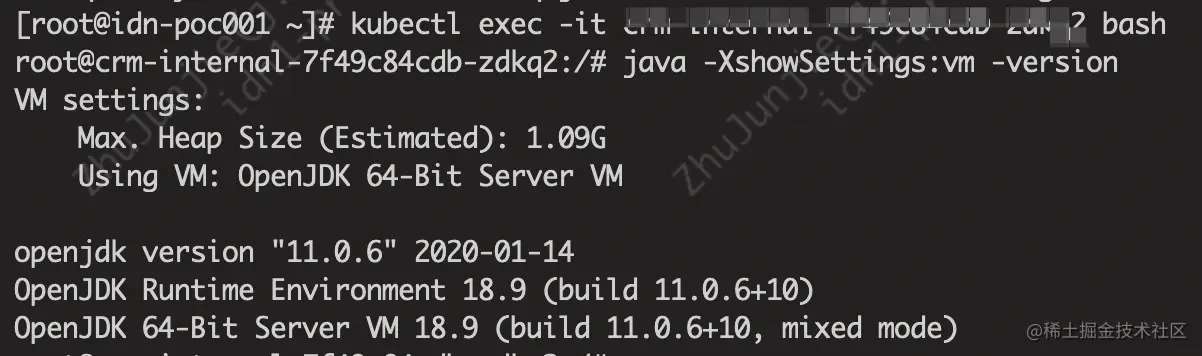 [root@idn-poc001 ~]# kubectl exec -it bash
root@crm-internal-7f49c84cdb-zdkq2:/# java -XshowSettings:vm -version
VM settings:
    Max. Heap Size (Estimated): 1.09G
    Using VM: OpenJDK 64-Bit Server VM
openjdk version "11.0.6" 2020-01-14
OpenJDK Runtime Environment 18.9 (build 11.0.6+10)
OpenJDK 64-Bit Server VM 18.9 (build 11.0.6+10, mixed mode)
@稀土掘金技术社区